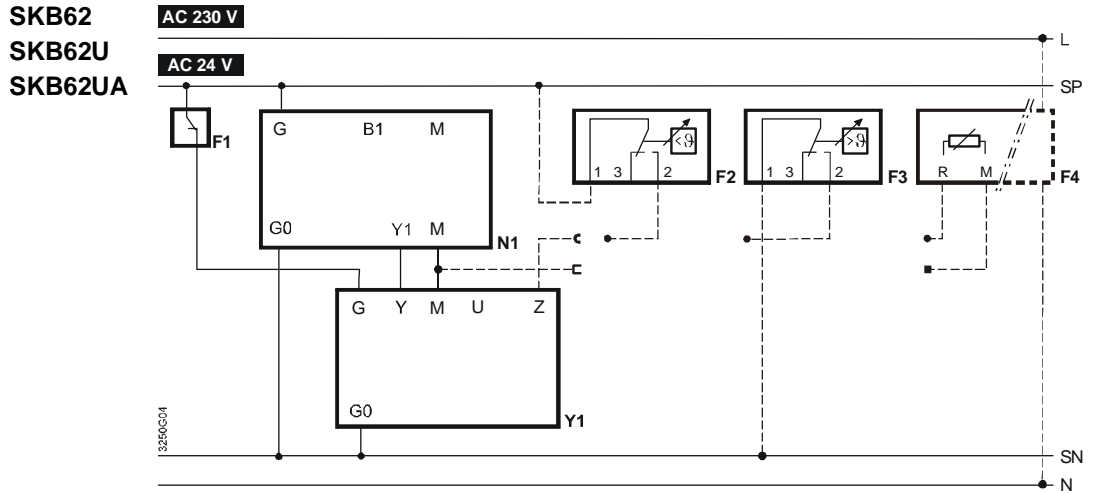 SKB62
SKB62U
SKB62UA
AC 230 V
L
AC 24 V
SP
F1
G B1 M
G0 Y1 M
N1
1 3 2
F2
<ϑ
1 3 2
F3
>ϑ
R M
F4
G Y M U Z
G0
Y1
3250G04
SN
N